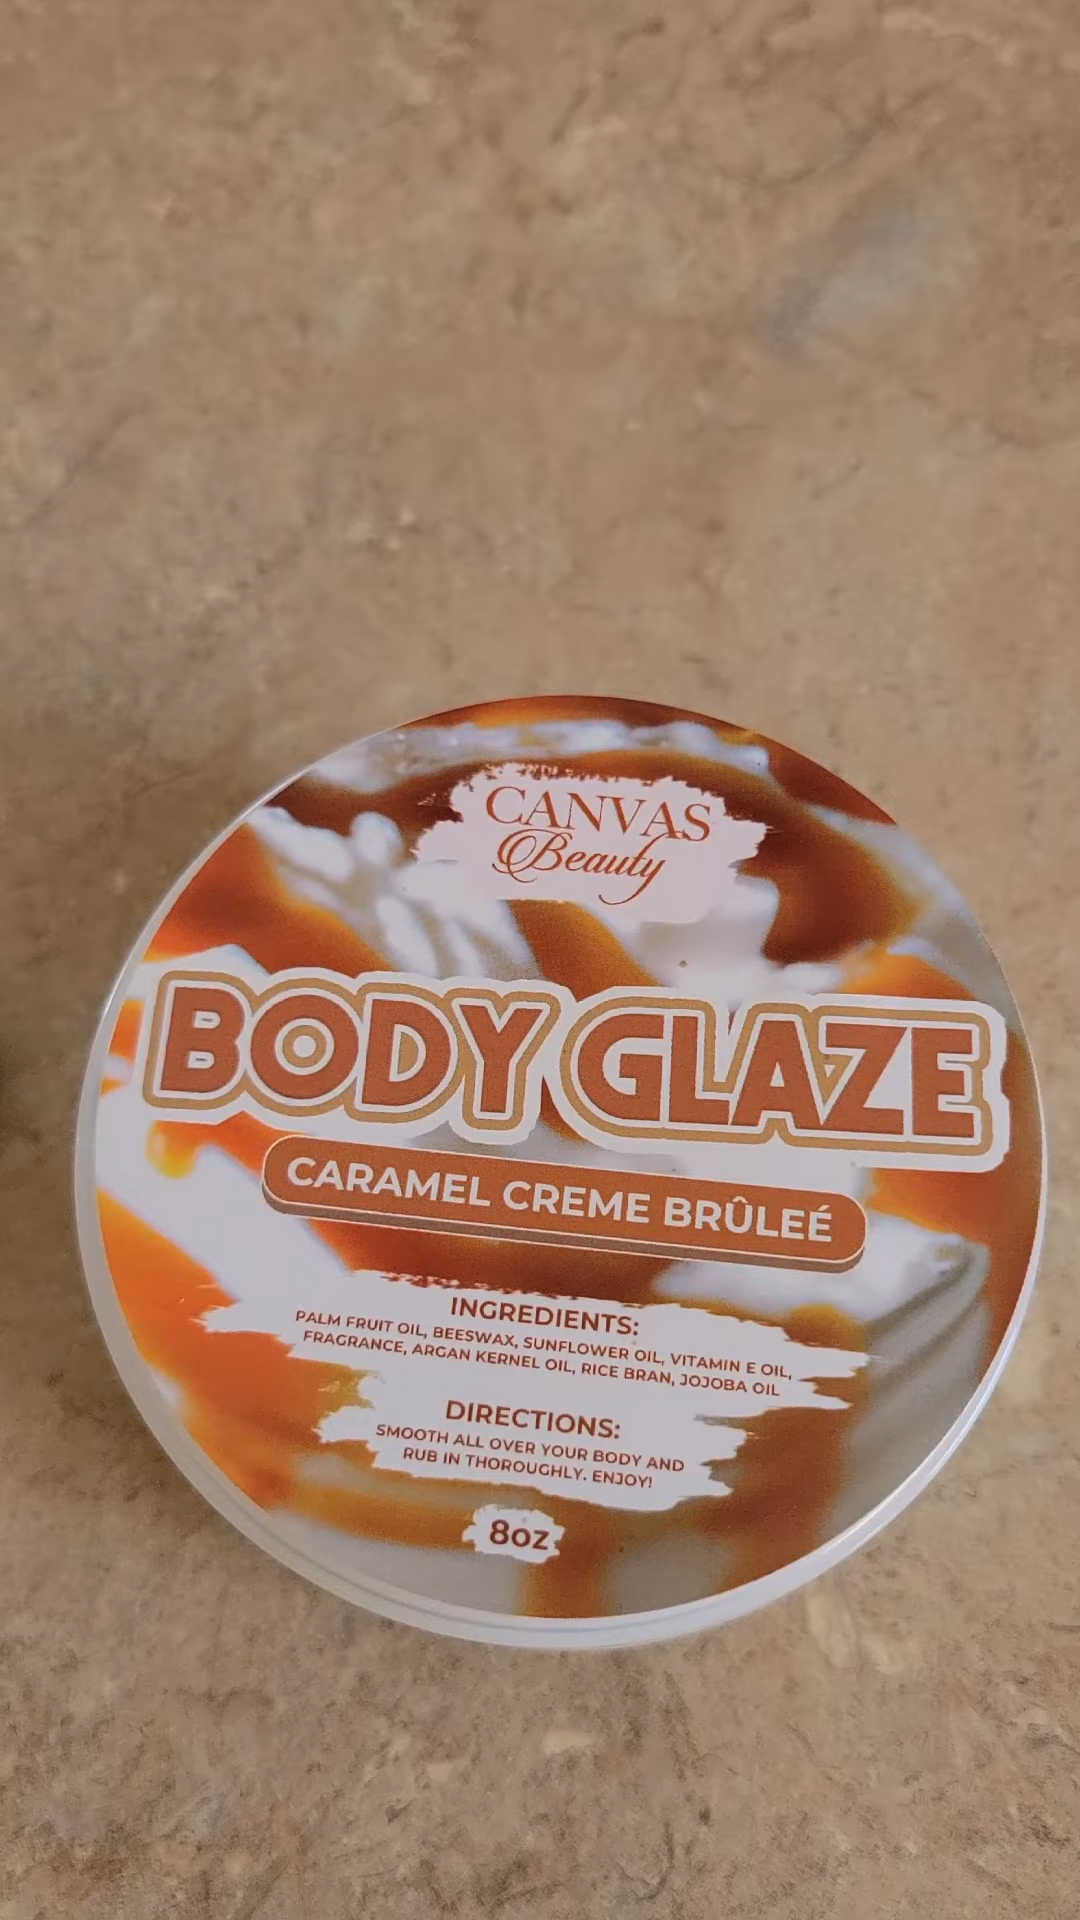 CANVAS
Beauty
BODY GLAZE
CARAMEL CREME BRÛLEÉ
INGREDIENTS:
PALM FRUIT OIL, BEESWAX, SUNFLOWER OIL, VITAMIN E OIL,
FRAGRANCE, ARGAN KERNEL OIL, RICE BRAN, JOJOBA OIL
DIRECTIONS:
SMOOTH ALL OVER YOUR BODY AND
RUB IN THOROUGHLY. ENJOY!
8oz